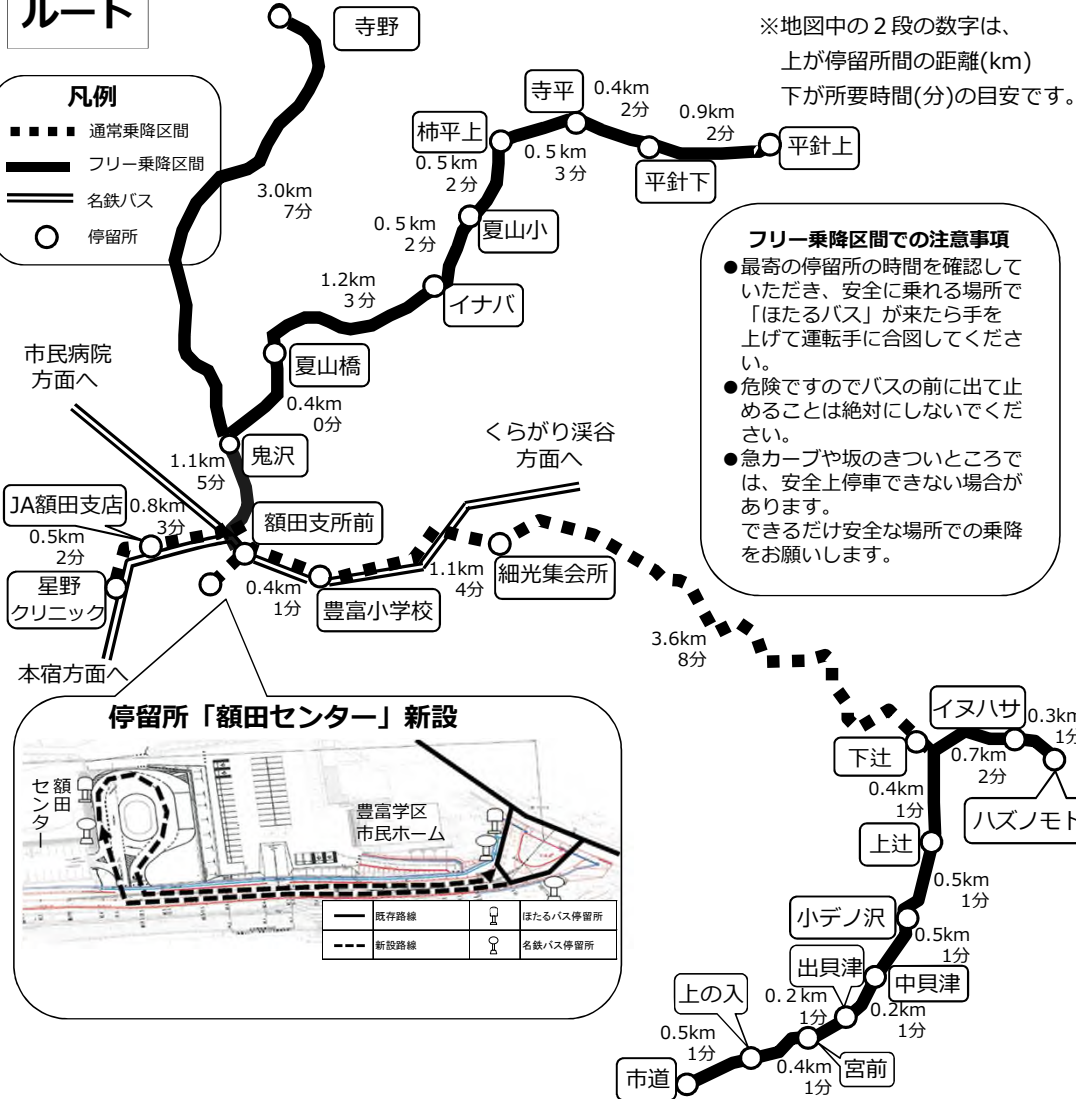 ルート
※地図中の２段の数字は、
上が停留所間の距離(km)
下が所要時間(分)の目安です。
凡例
通常乗降区間
フリー乗降区間
名鉄バス
停留所
寺野
3.0km
7分
寺平
0.4km
2分
0.9km
2分
平針上
平針下
柿平上
0.5km
3分
0.5km
2分
夏山小
0.5km
2分
イナバ
1.2km
3分
夏山橋
0.4km
0分
鬼沢
1.1km
5分
フリー乗降区間での注意事項
●最寄の停留所の時間を確認して
いただき、安全に乗れる場所で
「ほたるバス」が来たら手を
上げて運転手に合図してくださ
い。
●危険ですのでバスの前に出て止
めることは絶対にしないでくだ
さい。
●急カーブや坂のきついところで
は、安全上停車できない場合が
あります。
できるだけ安全な場所での乗降
をお願いします。
市民病院
方面へ
くらがり渓谷
方面へ
JA額田支店
0.8km
3分
0.5km
2分
星野
クリニック
本宿方面へ
額田支所前
0.4km
1分
豊富小学校
1.1km
4分
細光集会所
3.6km
8分
停留所「額田センター」新設
額田
センター
豊富学区
市民ホーム
既存路線
ほたるバス停留所
新設路線
名鉄バス停留所
下辻
イヌハサ
0.3km
1分
0.7km
2分
ハズノモト
0.4km
1分
上辻
0.5km
1分
小デノ沢
0.5km
1分
中貝津
出貝津
0.2km
1分
0.2km
1分
宮前
上の入
0.4km
1分
0.5km
1分
市道